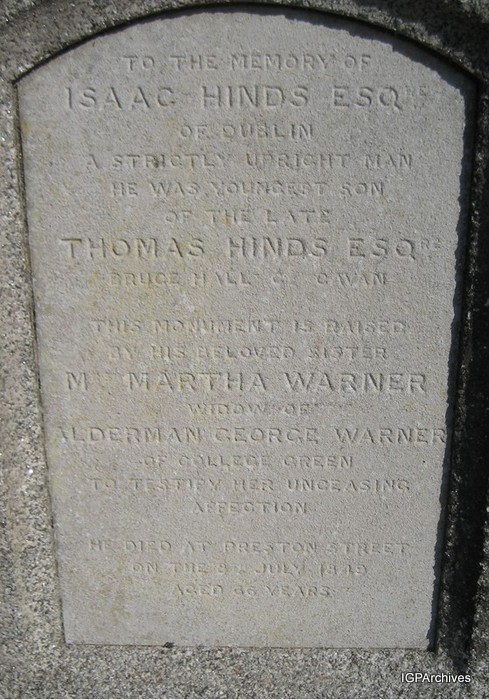 TO THE MEMORY OF
ISAAC HINDS ESQRE
OF DUBLIN
A STRICTLY UPRIGHT MAN
HE WAS YOUNGEST SON
OF THE LATE
THOMAS HINDS ESQRE
BRUCE HALL CO CAVAN
THIS MONUMENT IS RAISED
BY HIS BELOVED SISTER
MRS MARTHA WARNER
WIDOW OF
ALDERMAN GEORGE WARNER
OF COLLEGE GREEN
TO TESTIFY HER UNCEASING
AFFECTION
HE DIED AT PRESTON STREET
ON THE JULY 1849
AGED 66 YEARS
IGPArchives